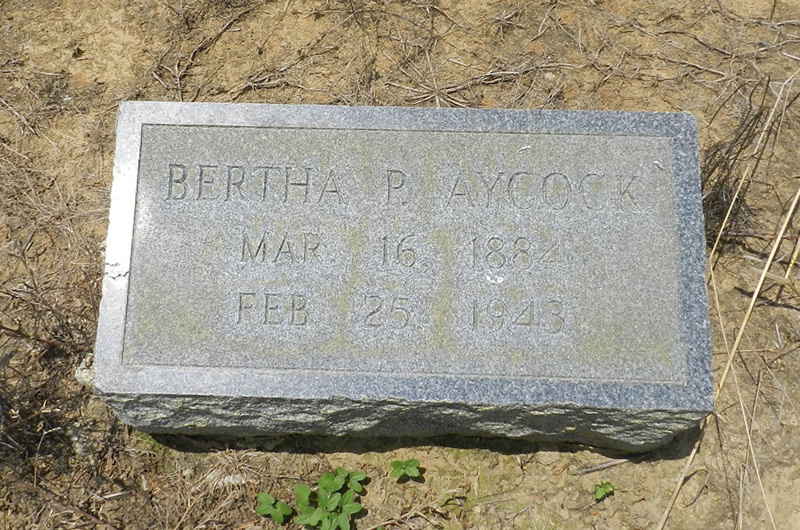 BERTHA P. AYCOCK
MAR 16 1884
FEB 25 1943